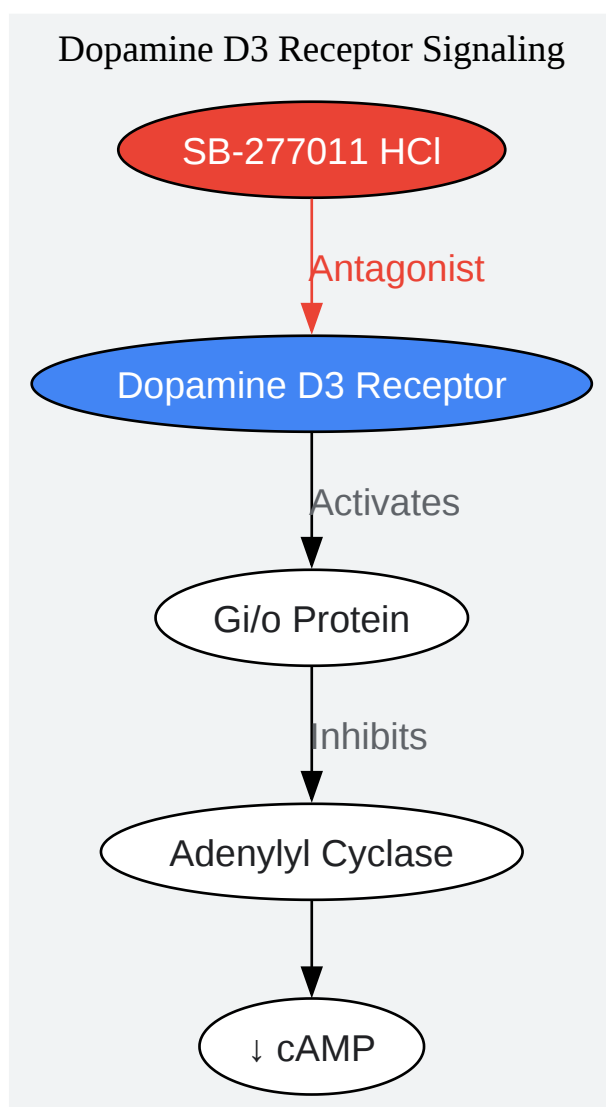 Dopamine D3 Receptor Signaling
SB-277011 HCl
Antagonist
Dopamine D3 Receptor
Activates
Gi/o Protein
Inhibits
Adenylyl Cyclase
↓ cAMP